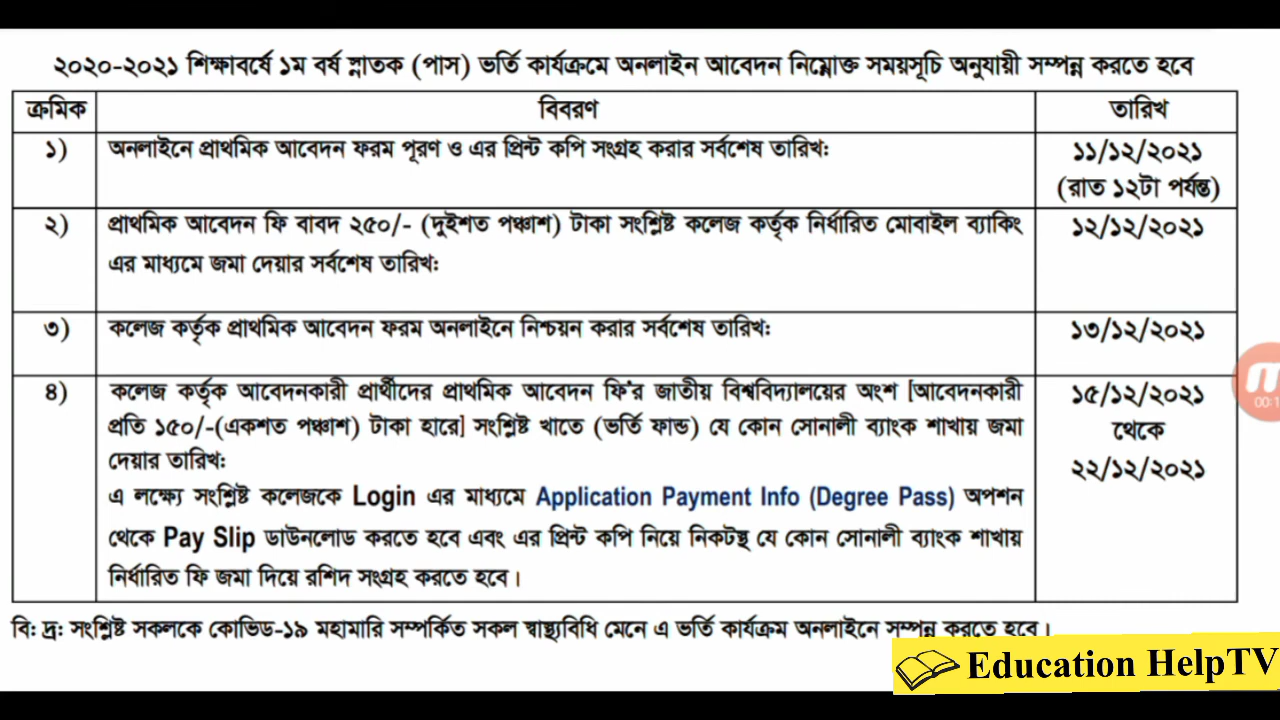 ২০২০-২০২১ শিক্ষাবর্ষে ১ম বর্ষ স্নাতক (পাস) ভর্তি কার্যক্রমে অনলাইন আবেদন নিম্নোক্ত সময়সূচি অনুযায়ী সম্পন্ন করতে হবে
ক্রমিক বিবরণ তারিখ
১) অনলাইনে প্রাথমিক আবেদন ফরম পূরণ ও এর প্রিন্ট কপি সংগ্রহ করার সর্বশেষ তারিখঃ ১১/১২/২০২১
(রাত ১২টা পর্যন্ত)
২) প্রাথমিক আবেদন ফি বাবদ ২৫০/- (দুইশত পঞ্চাশ) টাকা সংশ্লিষ্ট কলেজ কর্তৃক নির্ধারিত মোবাইল ব্যাকিং ১২/১২/২০২১
এর মাধ্যমে জমা দেয়ার সর্বশেষ তারিখঃ
৩) কলেজ কর্তৃক প্রাথমিক আবেদন ফরম অনলাইনে নিশ্চয়ন করার সর্বশেষ তারিখঃ ১৩/১২/২০২১
৪) কলেজ কর্তৃক আবেদনকারী প্রার্থীদের প্রাথমিক আবেদন ফি'র জাতীয় বিশ্ববিদ্যালয়ের অংশ [আবেদনকারী ১৫/১২/২০২১
প্রতি ১৫০/-(একশত পঞ্চাশ) টাকা হারে] সংশ্লিষ্ট খাতে (ভর্তি ফান্ড) যে কোন সোনালী ব্যাংক শাখায় জমা থেকে
দেয়ার তারিখঃ ২২/১২/২০২১
এ লক্ষ্যে সংশ্লিষ্ট কলেজকে Login এর মাধ্যমে Application Payment Info (Degree Pass) অপশন
থেকে Pay Slip ডাউনলোড করতে হবে এবং এর প্রিন্ট কপি নিয়ে নিকটস্থ যে কোন সোনালী ব্যাংক শাখায়
নির্ধারিত ফি জমা দিয়ে রশিদ সংগ্রহ করতে হবে।
বিঃ দ্রঃ সংশ্লিষ্ট সকলকে কোভিড-১৯ মহামারি সম্পর্কিত সকল স্বাস্থ্যবিধি মেনে এ ভর্তি কার্যক্রম অনলাইনে সম্পন্ন করতে হবে।
Education HelpTV